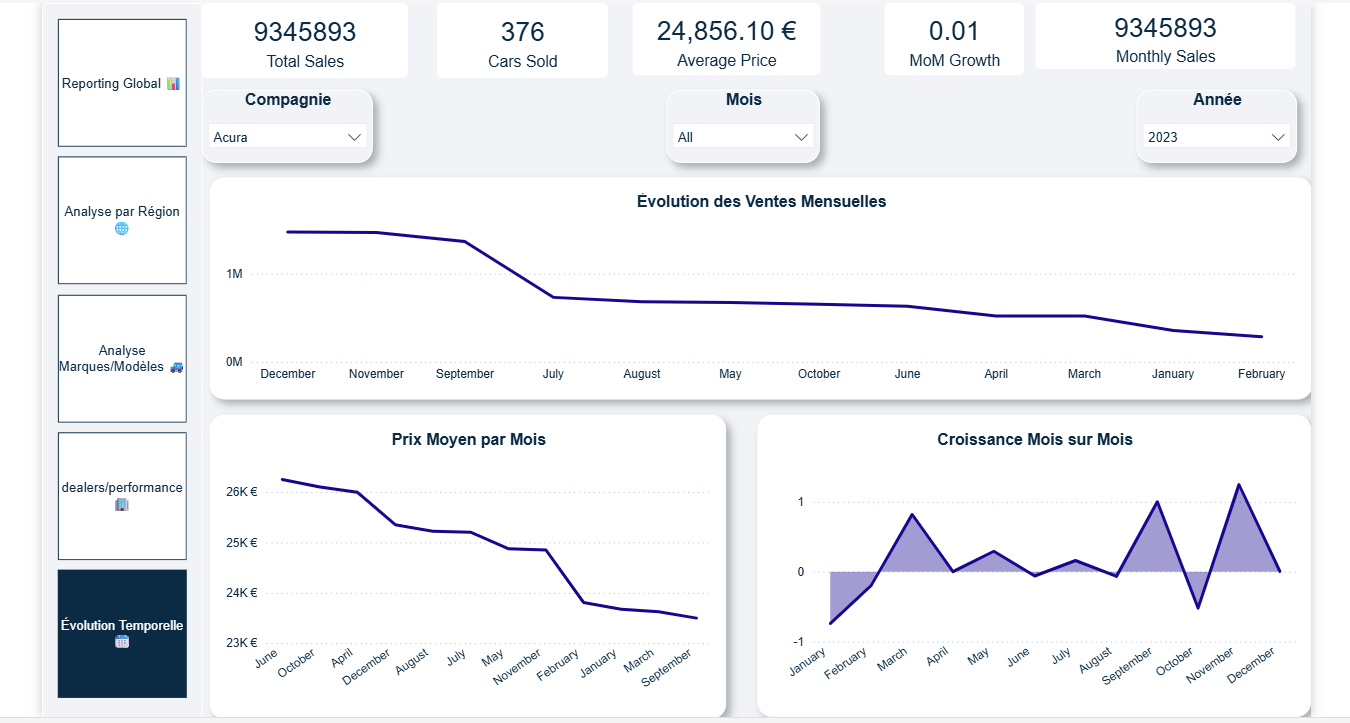 Reporting Global
Analyse par Région
Analyse
Marques/Modèles
dealers/performance
Évolution Temporelle
9345893
Total Sales
376
Cars Sold
24,856.10 €
Average Price
0.01
MoM Growth
9345893
Monthly Sales
Compagnie
Acura
Mois
All
Année
2023
Évolution des Ventes Mensuelles
1M
0M
December November September July August May October June April March January February
Prix Moyen par Mois
26K €
25K €
24K €
23K €
June October April December August July May November February January March September
Croissance Mois sur Mois
1
0
-1
January February March April May June July August September October November December